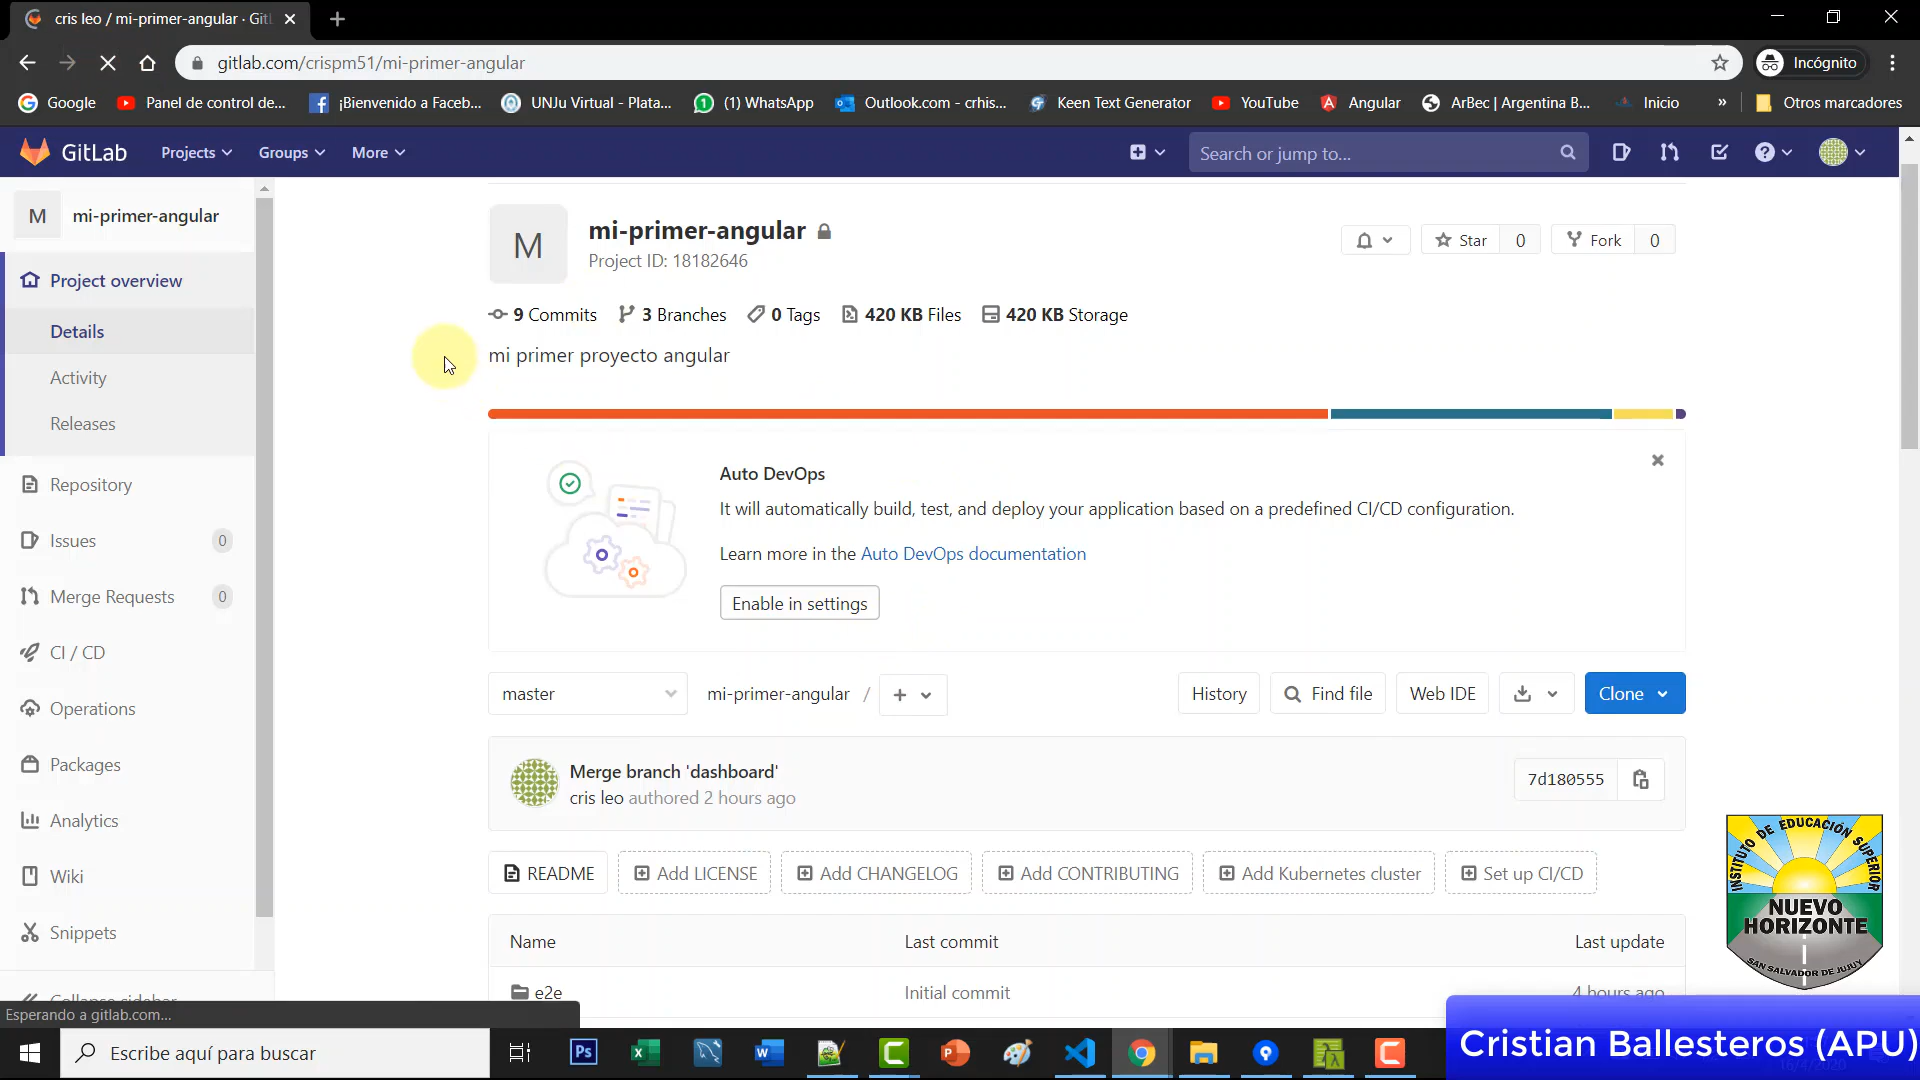 cris leo / mi-primer-angular · GitL
gitlab.com/crispm51/mi-primer-angular
Incógnito
Google
Panel de control de...
¡Bienvenido a Faceb...
UNJu Virtual - Plata...
(1) WhatsApp
Outlook.com - crhis...
Keen Text Generator
YouTube
Angular
ArBec | Argentina B...
Inicio
»
Otros marcadores
GitLab
Projects
Groups
More
Search or jump to...
M
mi-primer-angular
Project overview
Details
Activity
Releases
Repository
Issues 0
Merge Requests 0
CI / CD
Operations
Packages
Analytics
Wiki
Snippets
Collapse sidebar
M
mi-primer-angular
Project ID: 18182646
Star 0
Fork 0
9 Commits
3 Branches
0 Tags
420 KB Files
420 KB Storage
mi primer proyecto angular
Auto DevOps
It will automatically build, test, and deploy your application based on a predefined CI/CD configuration.
Learn more in the Auto DevOps documentation
Enable in settings
master
mi-primer-angular /
History
Find file
Web IDE
Clone
Merge branch 'dashboard'
cris leo authored 2 hours ago
7d180555
README
Add LICENSE
Add CHANGELOG
Add CONTRIBUTING
Add Kubernetes cluster
Set up CI/CD
Name Last commit Last update
e2e Initial commit 4 hours ago
INSTITUTO DE EDUCACIÓN SUPERIOR
NUEVO
HORIZONTE
SAN SALVADOR DE JUJUY
Esperando a gitlab.com...
Escribe aquí para buscar
Cristian Ballesteros (APU)